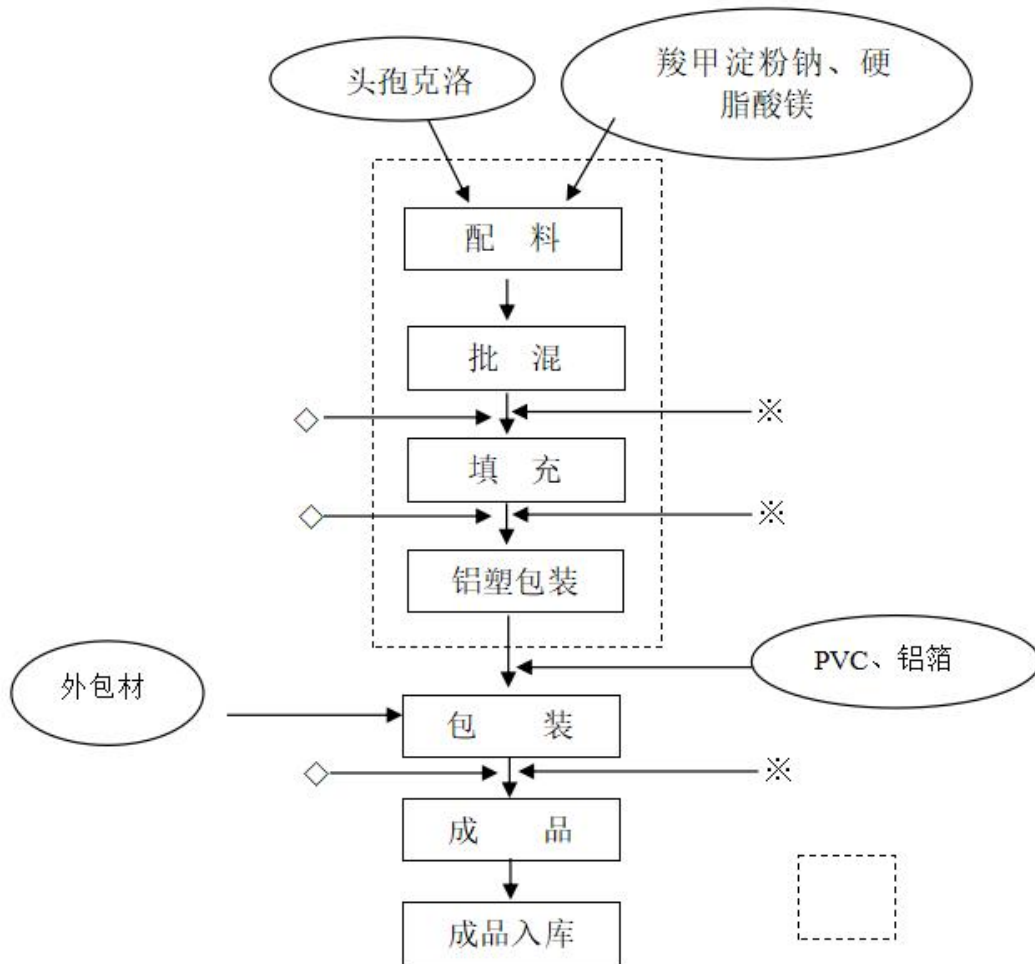 头孢克洛
羧甲淀粉钠、硬
脂酸镁
配 料
批 混
◇ ※
填 充
◇ ※
铝塑包装
PVC、铝箔
外包材
包 装
◇ ※
成 品
成品入库